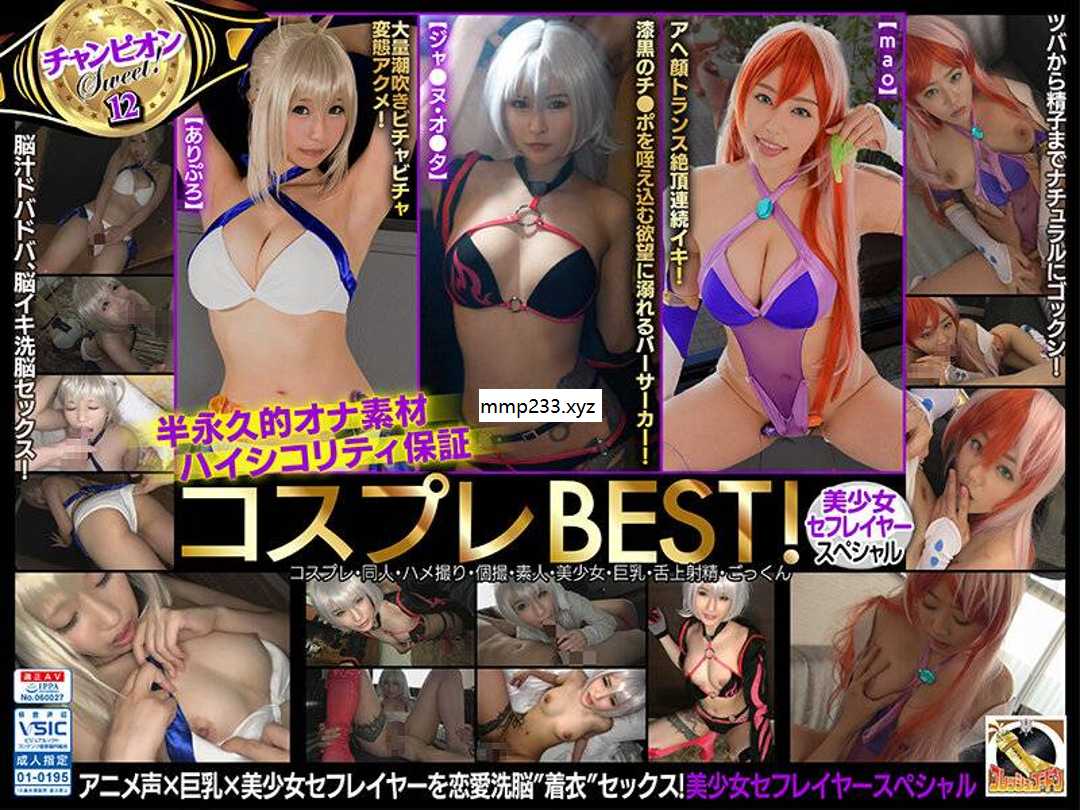 チャンピオン
Sweet!
12
脳汁ドバドバ、脳イキ洗脳セックス！
【ありぷろ】
大量潮吹きビチャビチャ
変態アクメ！
【ジャ●ヌ・オ●タ】
漆黒のチ●ポを咥え込む欲望に溺れるバーサーカー！
アヘ顔トランス絶頂連続イキ！
【mao】
ツバから精子までナチュラルにゴックン！
mmp233.xyz
半永久的オナ素材
ハイシコリティ保証
コスプレBEST!
美少女
セフレイヤー
スペシャル
コスプレ・同人・ハメ撮り・個撮・素人・美少女・巨乳・舌上射精・ごっくん
適正AV
IPPA
No.060027
VSIC
成人指定
01-0195
アニメ声×巨乳×美少女セフレイヤーを恋愛洗脳"着衣"セックス!美少女セフレイヤースペシャル